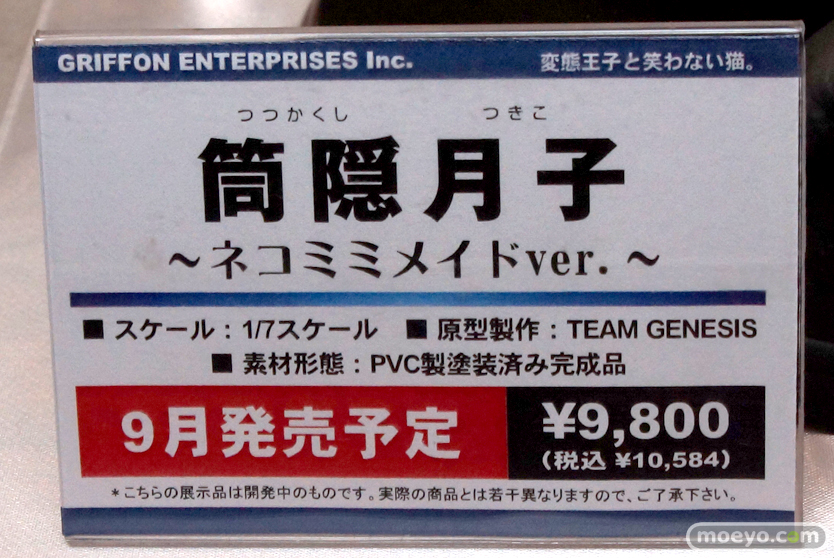 GRIFFON ENTERPRISES Inc. 変態王子と笑わない猫。
つつかくし つきこ
筒隠月子
～ネコミミメイドver.～
■ スケール：1/7スケール ■ 原型製作：TEAM GENESIS
■ 素材形態：PVC製塗装済み完成品
9月発売予定 ¥9,800
(税込 ¥10,584)
＊こちらの展示品は開発中のものです。実際の商品とは若干異なりますので、ご了承下さい。
moeyo.com